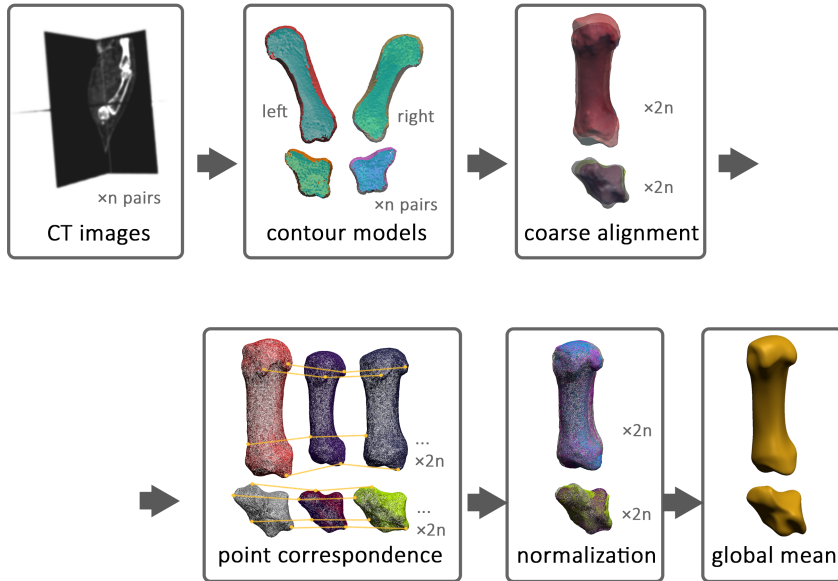 ×n pairs
CT images
left
right
×n pairs
contour models
×2n
×2n
coarse alignment
...
×2n
...
×2n
point correspondence
×2n
×2n
normalization
global mean